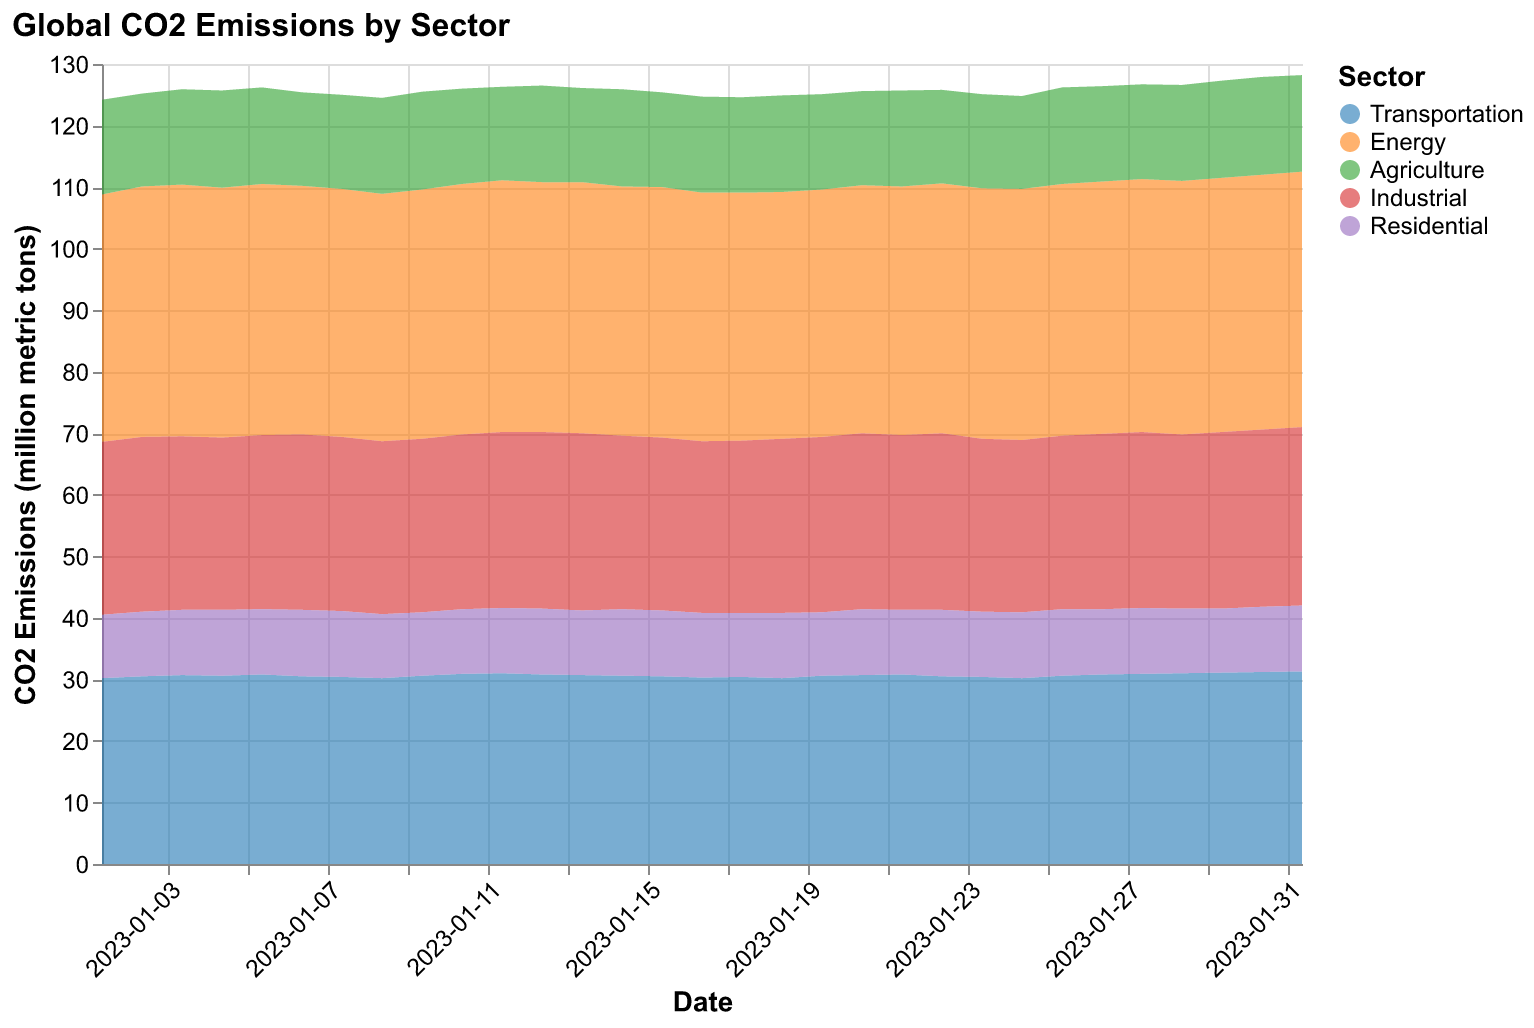 Global CO2 Emissions by Sector
CO2 Emissions (million metric tons)
130
120
110
100
90
80
70
60
50
40
30
20
10
0
2023-01-03
2023-01-07
2023-01-11
2023-01-15
2023-01-19
2023-01-23
2023-01-27
2023-01-31
Date
Sector
Transportation
Energy
Agriculture
Industrial
Residential